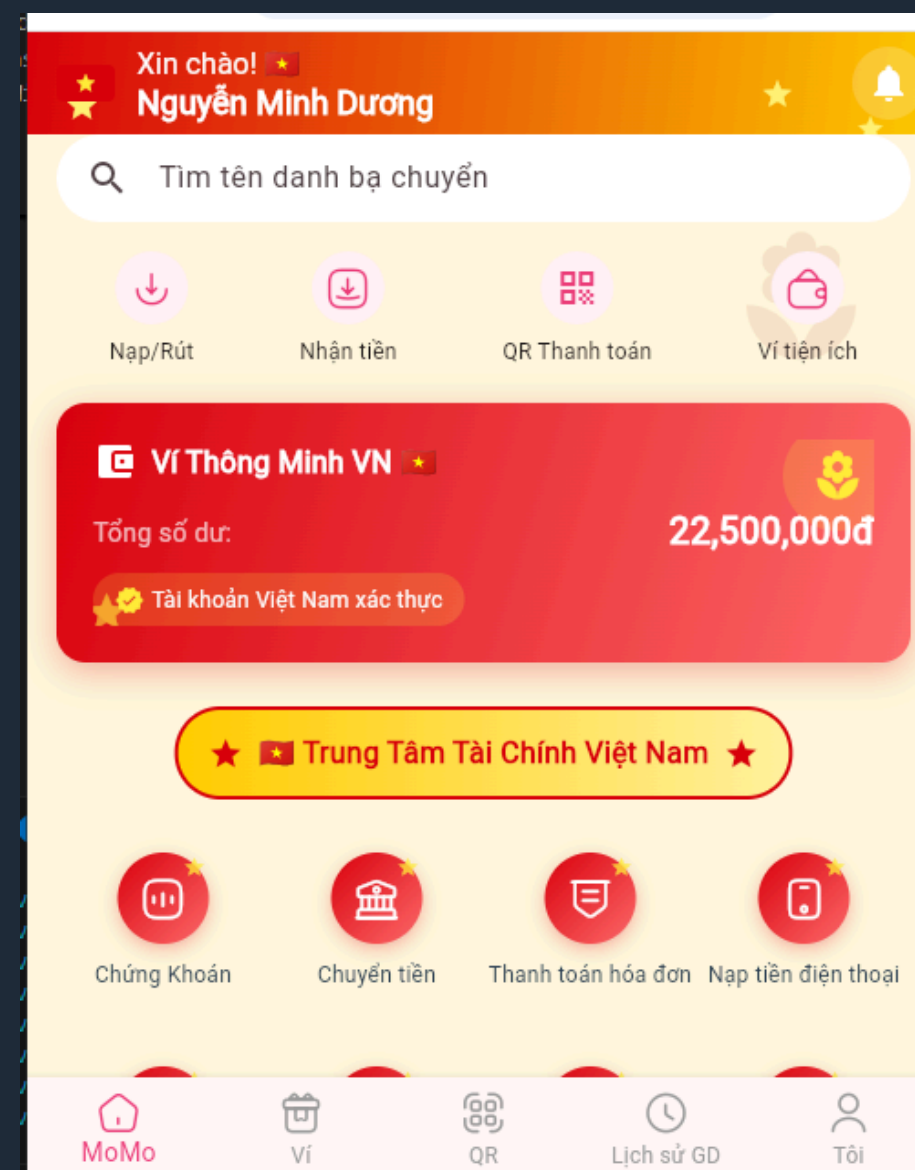 Xin chào! 🇻🇳
Nguyễn Minh Dương
Tìm tên danh bạ chuyển
Nạp/Rút
Nhận tiền
QR Thanh toán
Ví tiện ích
Ví Thông Minh VN 🇻🇳
Tổng số dư:
22,500,000đ
Tài khoản Việt Nam xác thực
★ 🇻🇳 Trung Tâm Tài Chính Việt Nam ★
Chứng Khoán
Chuyển tiền
Thanh toán hóa đơn
Nạp tiền điện thoại
MoMo
Ví
QR
Lịch sử GD
Tôi